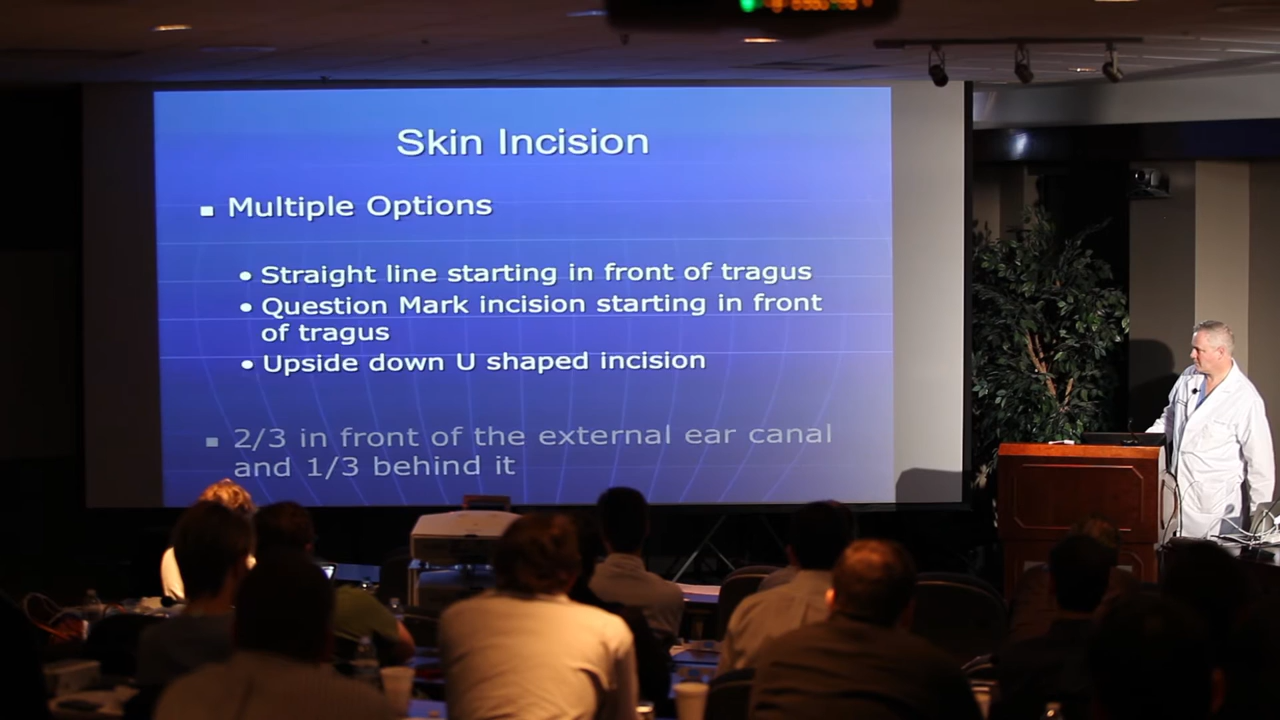 Skin Incision
Multiple Options
Straight line starting in front of tragus
Question Mark incision starting in front
of tragus
Upside down U shaped incision
2/3 in front of the external ear canal
and 1/3 behind it